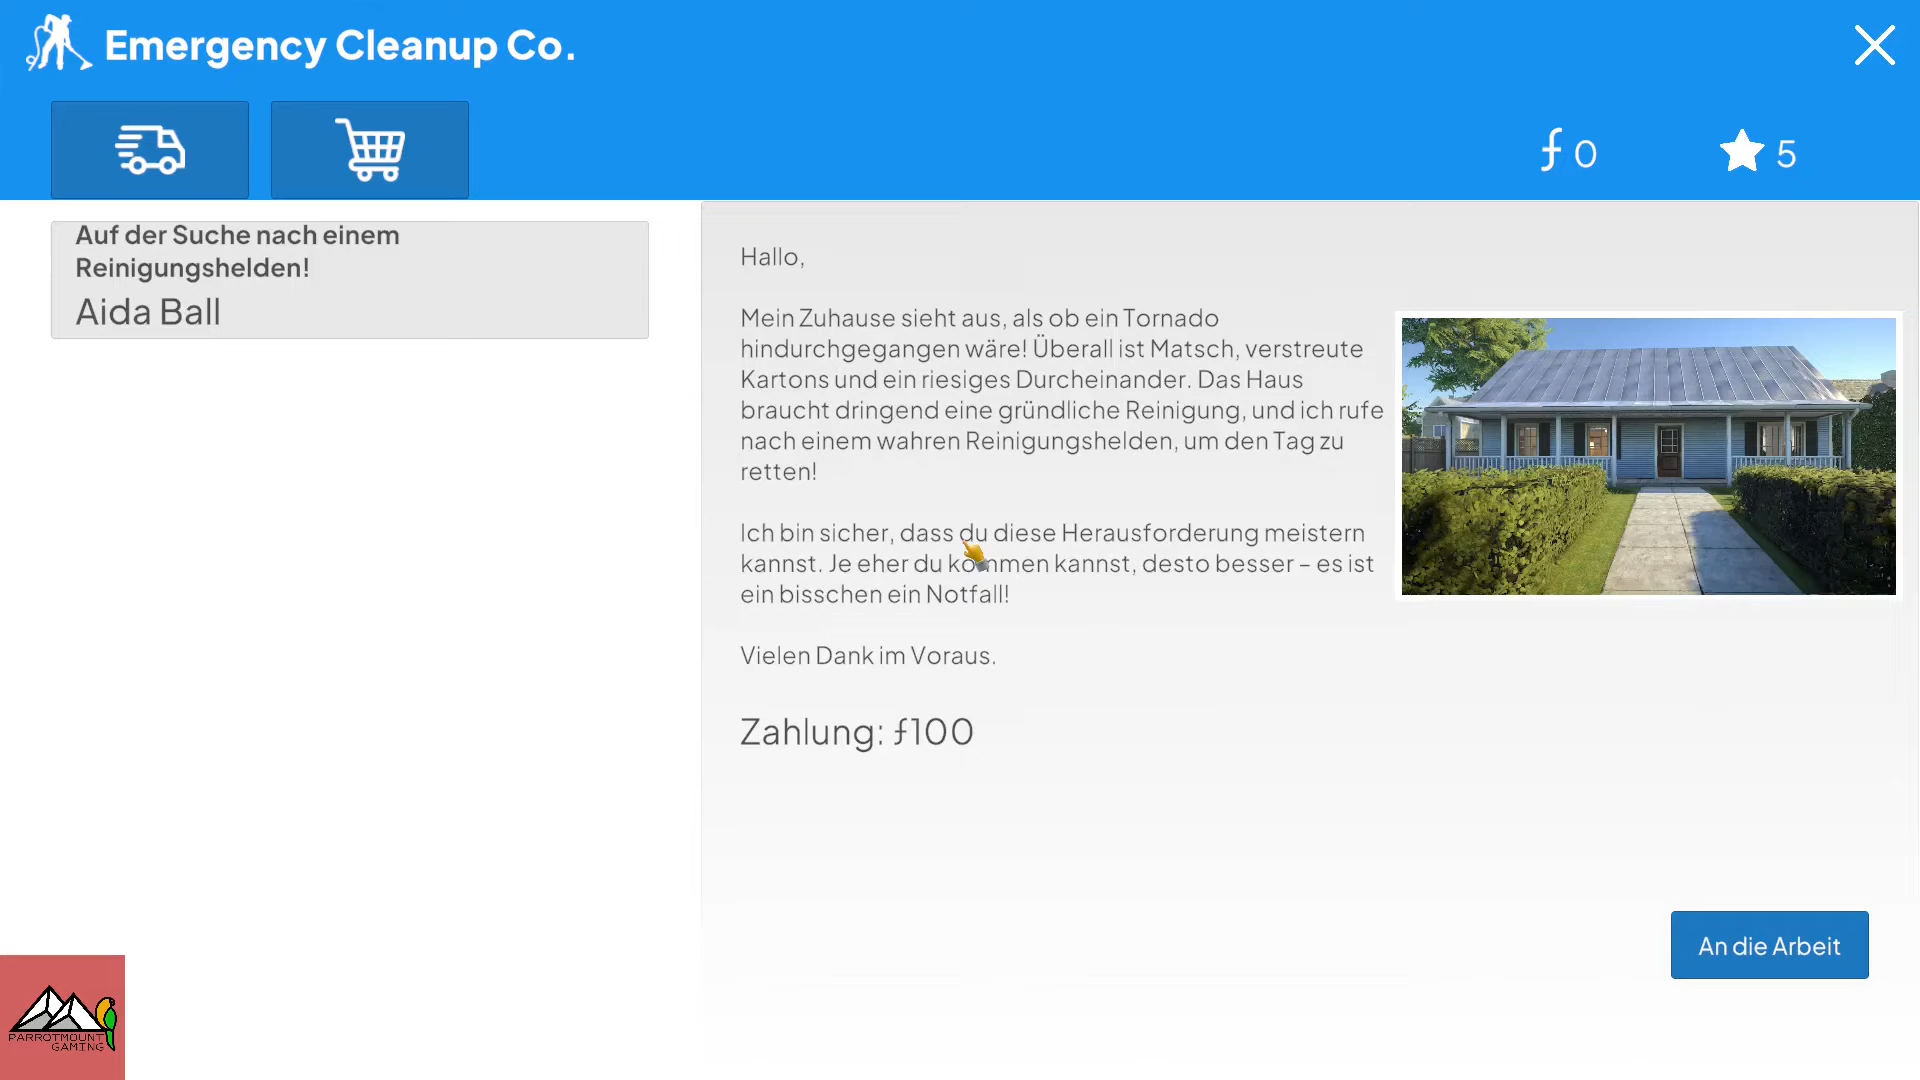 Emergency Cleanup Co.
ƒ 0
5
Auf der Suche nach einem
Reinigungshelden!
Aida Ball
Hallo,
Mein Zuhause sieht aus, als ob ein Tornado
hindurchgegangen wäre! Überall ist Matsch, verstreute
Kartons und ein riesiges Durcheinander. Das Haus
braucht dringend eine gründliche Reinigung, und ich rufe
nach einem wahren Reinigungshelden, um den Tag zu
retten!
Ich bin sicher, dass du diese Herausforderung meistern
kannst. Je eher du kommen kannst, desto besser – es ist
ein bisschen ein Notfall!
Vielen Dank im Voraus.
Zahlung: ƒ100
An die Arbeit
PARROTMOUNT
GAMING